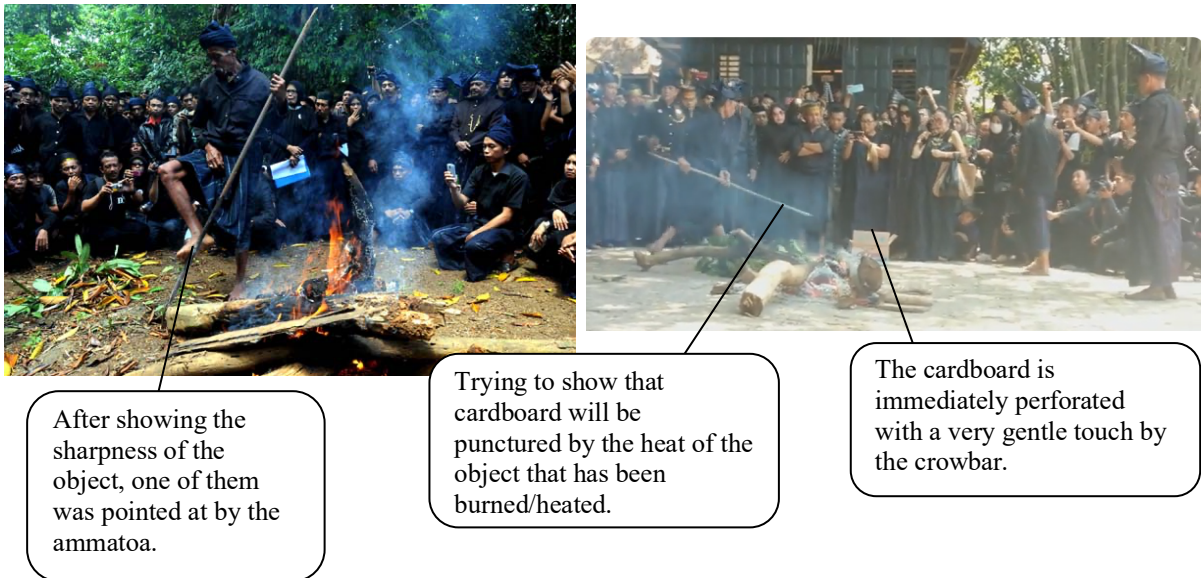 After showing the
sharpness of the
object, one of them
was pointed at by the
ammatoa.
Trying to show that
cardboard will be
punctured by the heat of the
object that has been
burned/heated.
The cardboard is
immediately perforated
with a very gentle touch by
the crowbar.